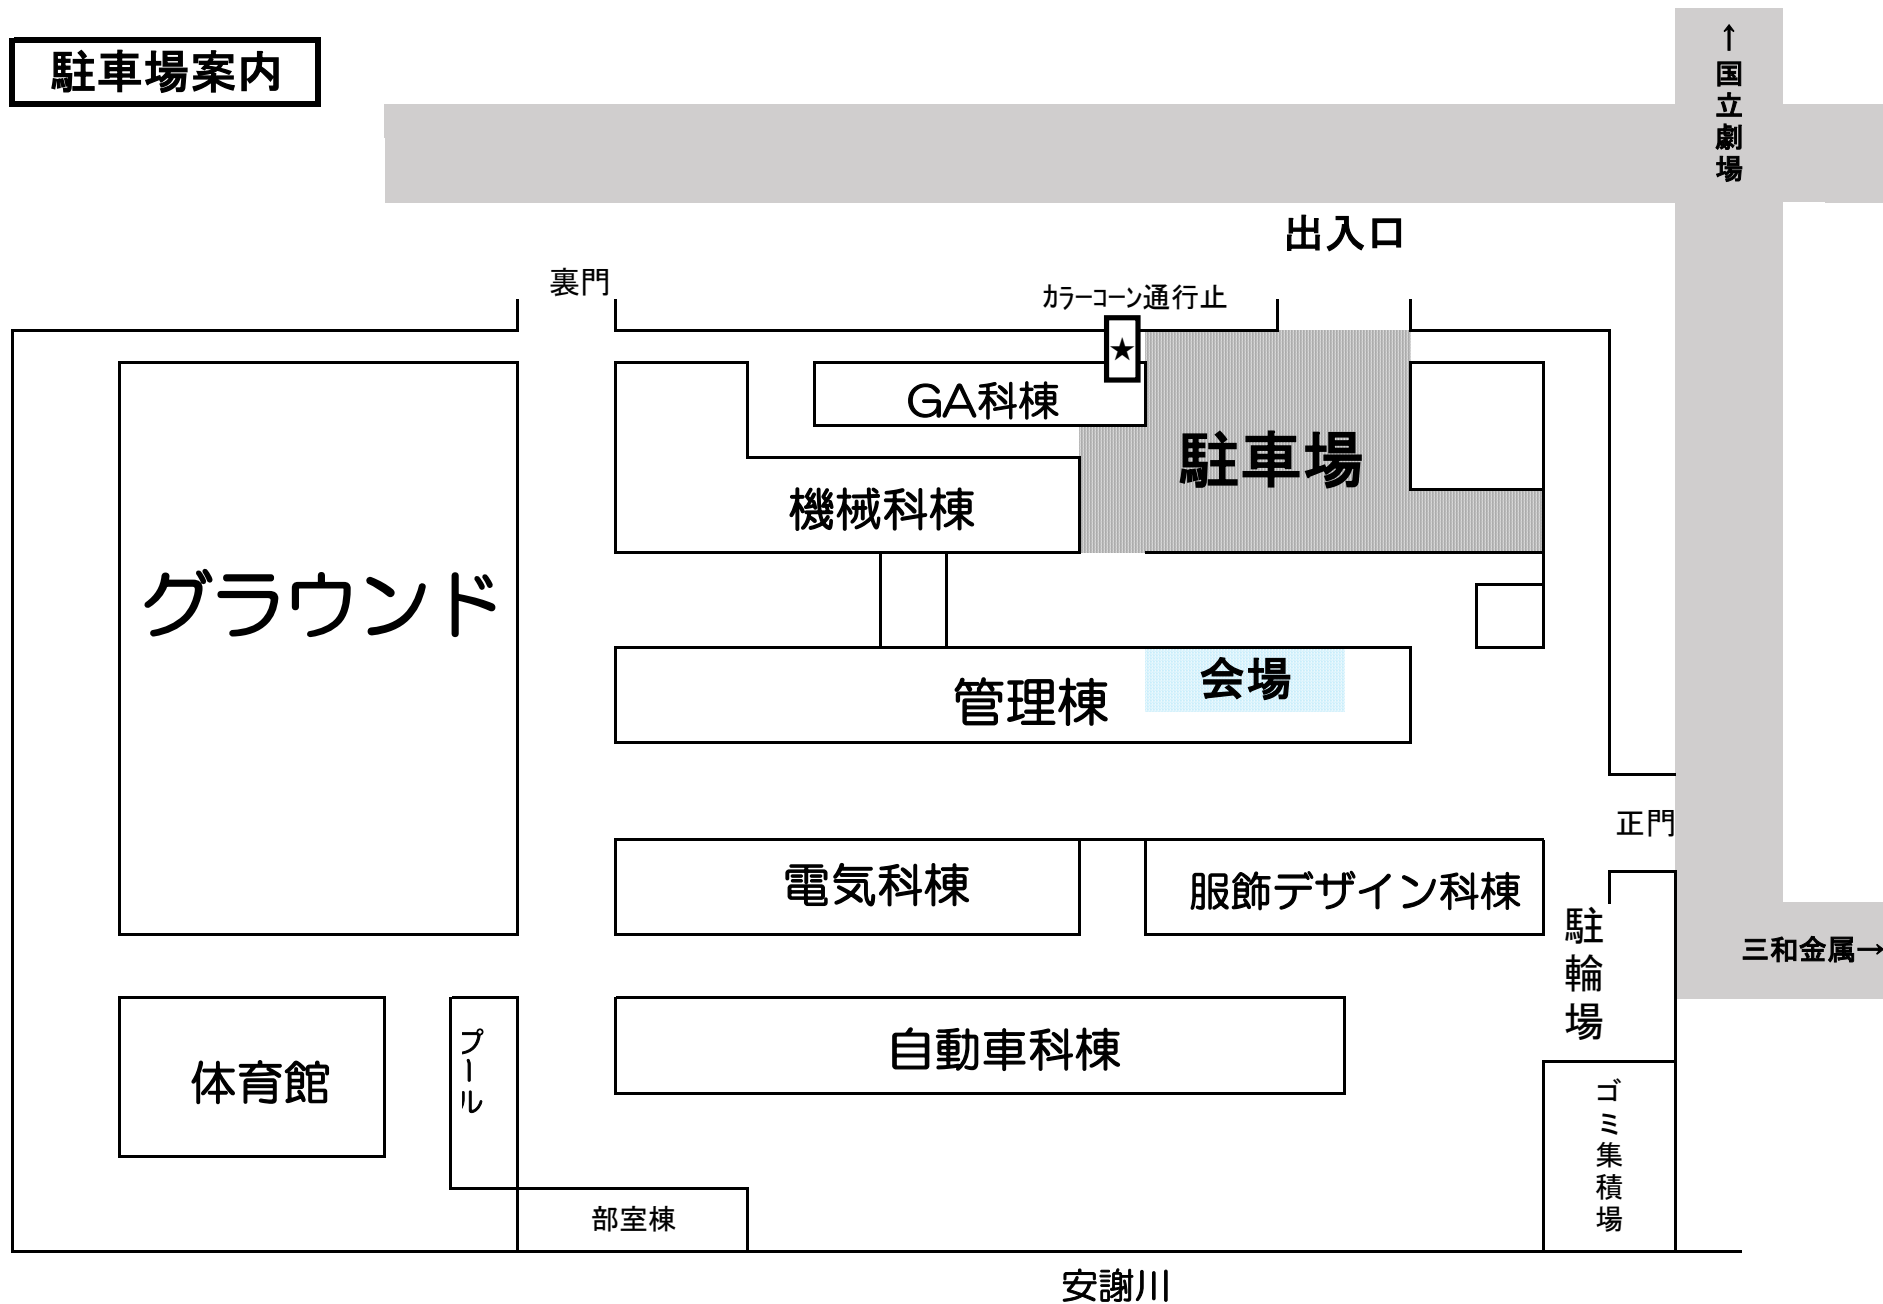 駐車場案内
↑国立劇場
出入口
裏門
ｶﾗｰｺｰﾝ通行止
★
GA科棟
駐車場
機械科棟
グラウンド
会場
管理棟
正門
電気科棟
服飾デザイン科棟
駐輪場
三和金属→
自動車科棟
体育館
プール
ゴミ集積場
部室棟
安謝川